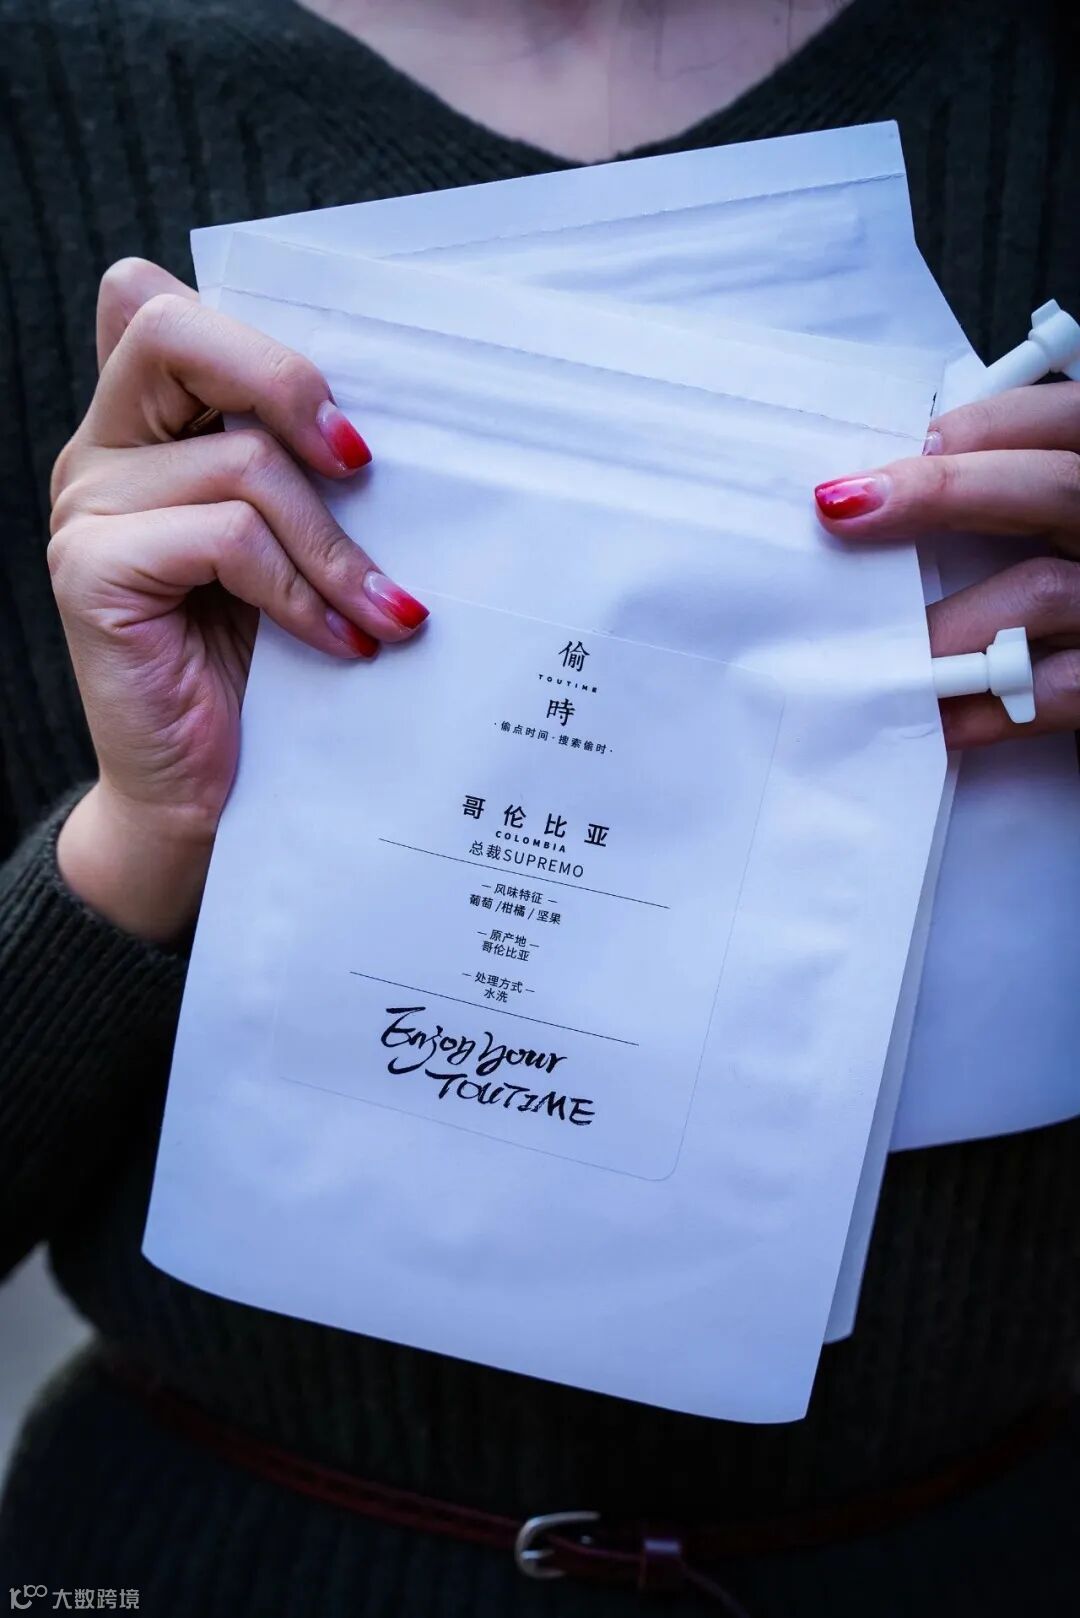 偷
TOUTIME
時
·偷点时间·搜索偷时·
哥伦比亚
COLOMBIA
总裁SUPREMO
— 风味特征 —
葡萄 /柑橘 / 坚果
— 原产地 —
哥伦比亚
— 处理方式 —
水洗
Enjoy your
TOUTIME
大数跨境